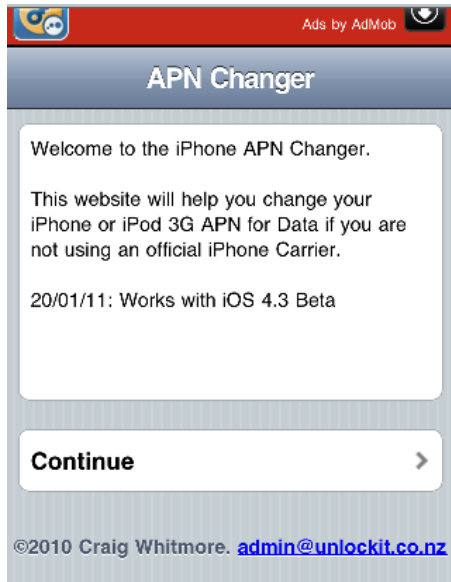 Ads by AdMob
APN Changer
Welcome to the iPhone APN Changer.
This website will help you change your
iPhone or iPod 3G APN for Data if you are
not using an official iPhone Carrier.
20/01/11: Works with iOS 4.3 Beta
Continue
©2010 Craig Whitmore. admin@unlockit.co.nz